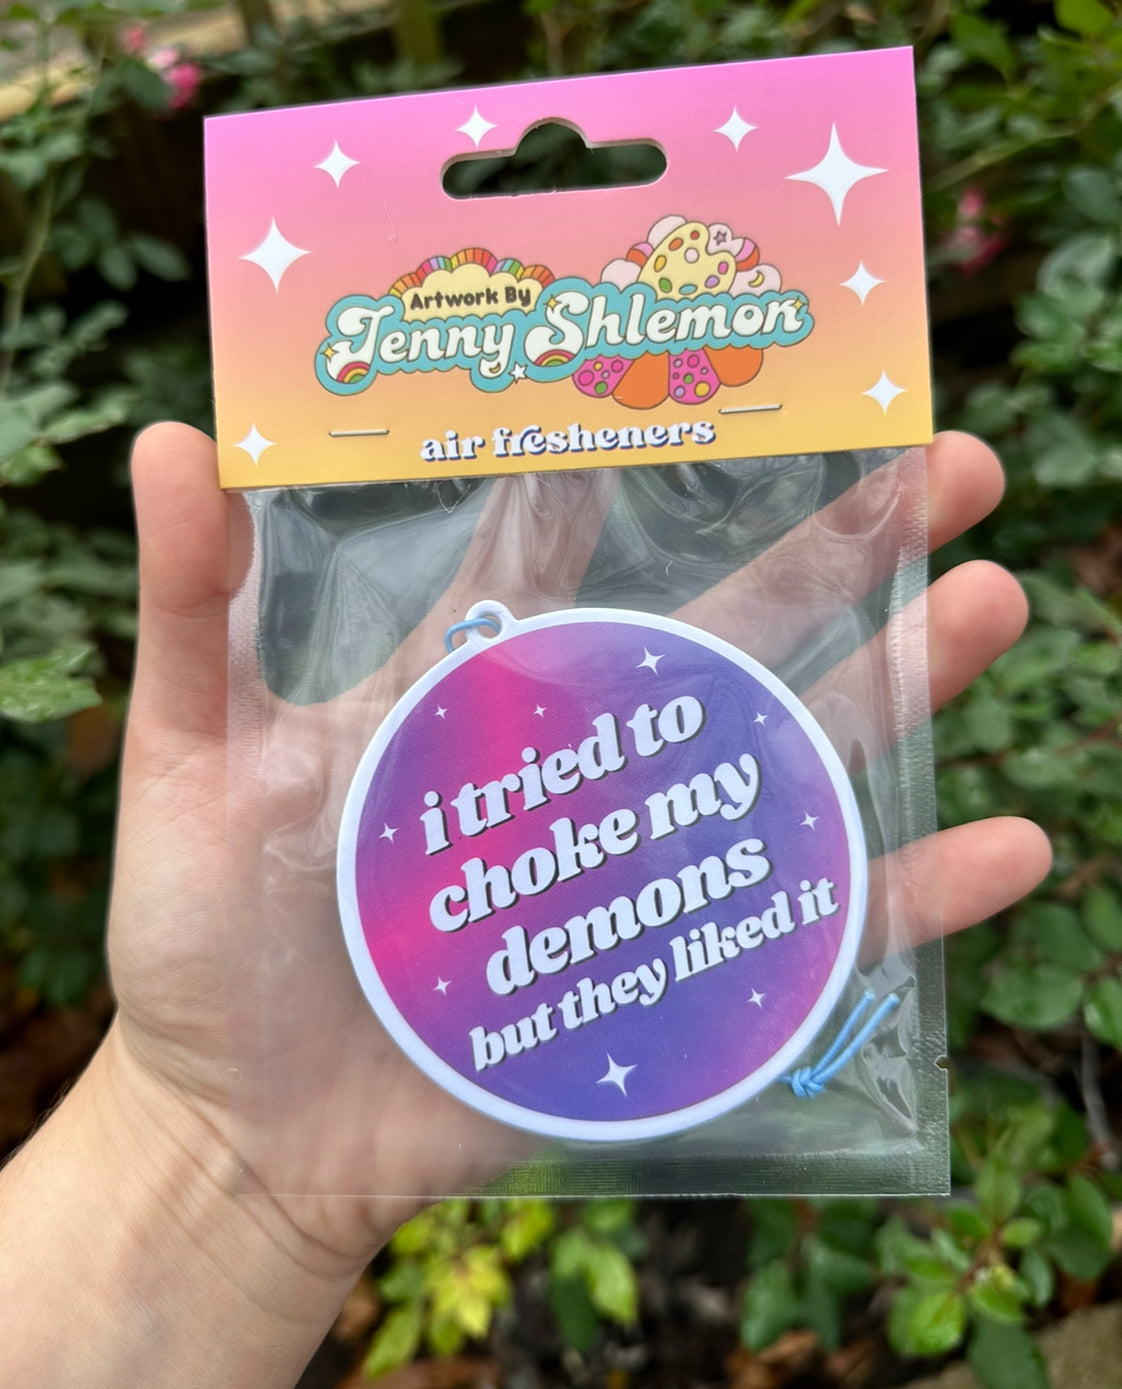 Artwork By
Jenny Shlemon
air fresheners
i tried to
choke my
demons
but they liked it